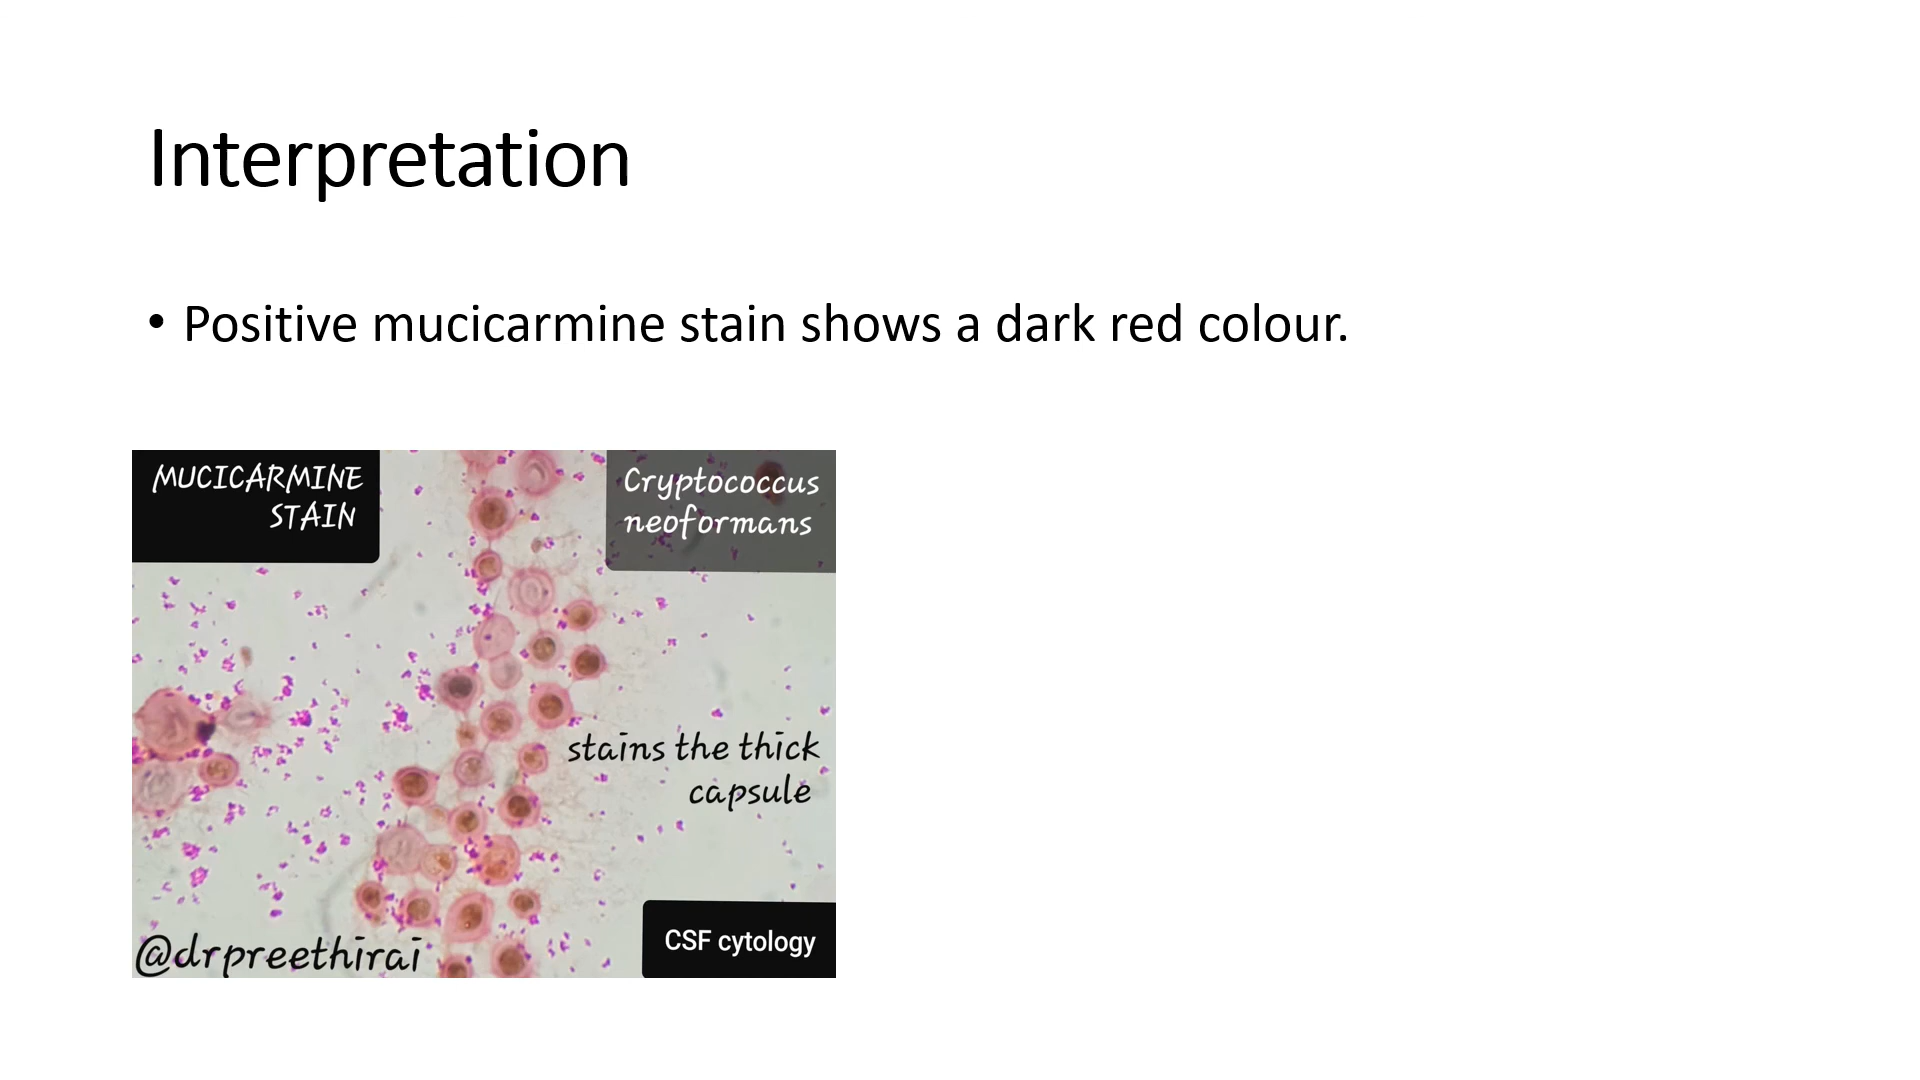 Interpretation
• Positive mucicarmine stain shows a dark red colour.
MUCICARMINE
STAIN
Cryptococcus
neoformans
stains the thick
capsule
CSF cytology
@drpreethirai